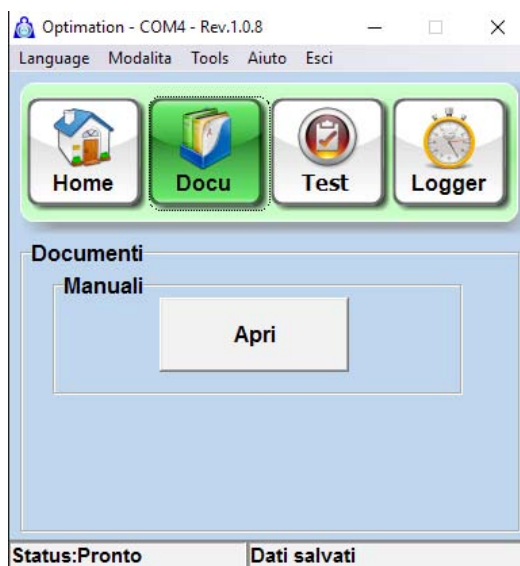 Optimation - COM4 - Rev.1.0.8
Language Modalita Tools Aiuto Esci
Home Docu Test Logger
Documenti
Manuali
Apri
Status:Pronto Dati salvati